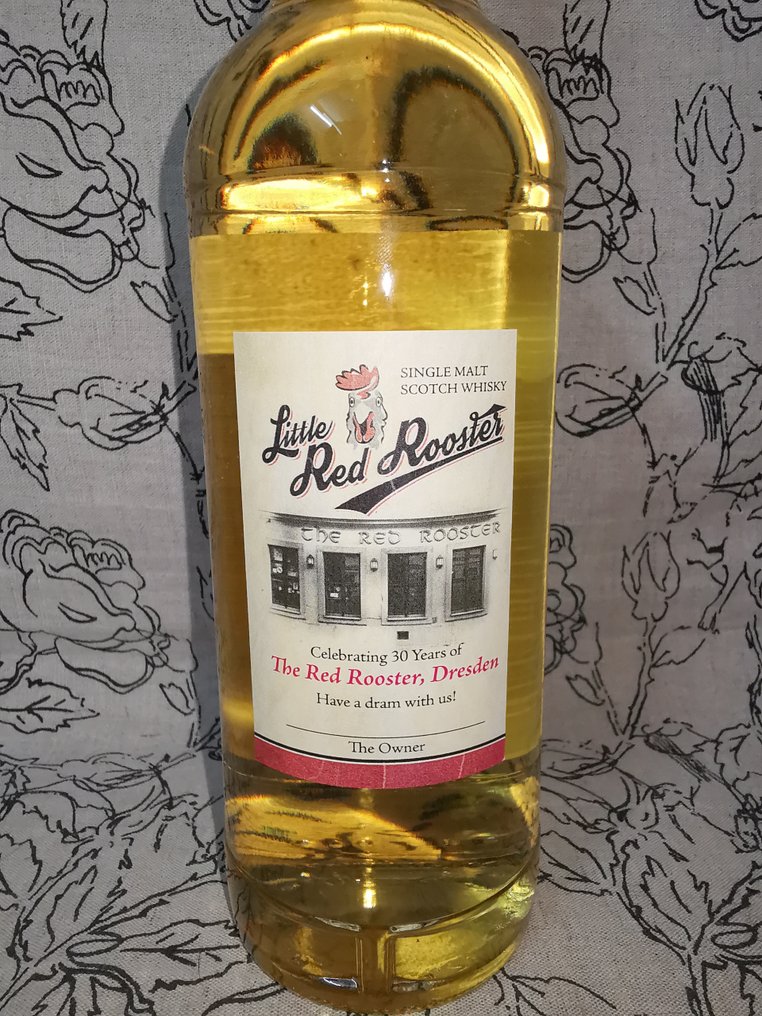 SINGLE MALT
SCOTCH WHISKY
Little
Red Rooster
THE RED ROOSTER
Celebrating 30 Years of
The Red Rooster, Dresden
Have a dram with us!
The Owner